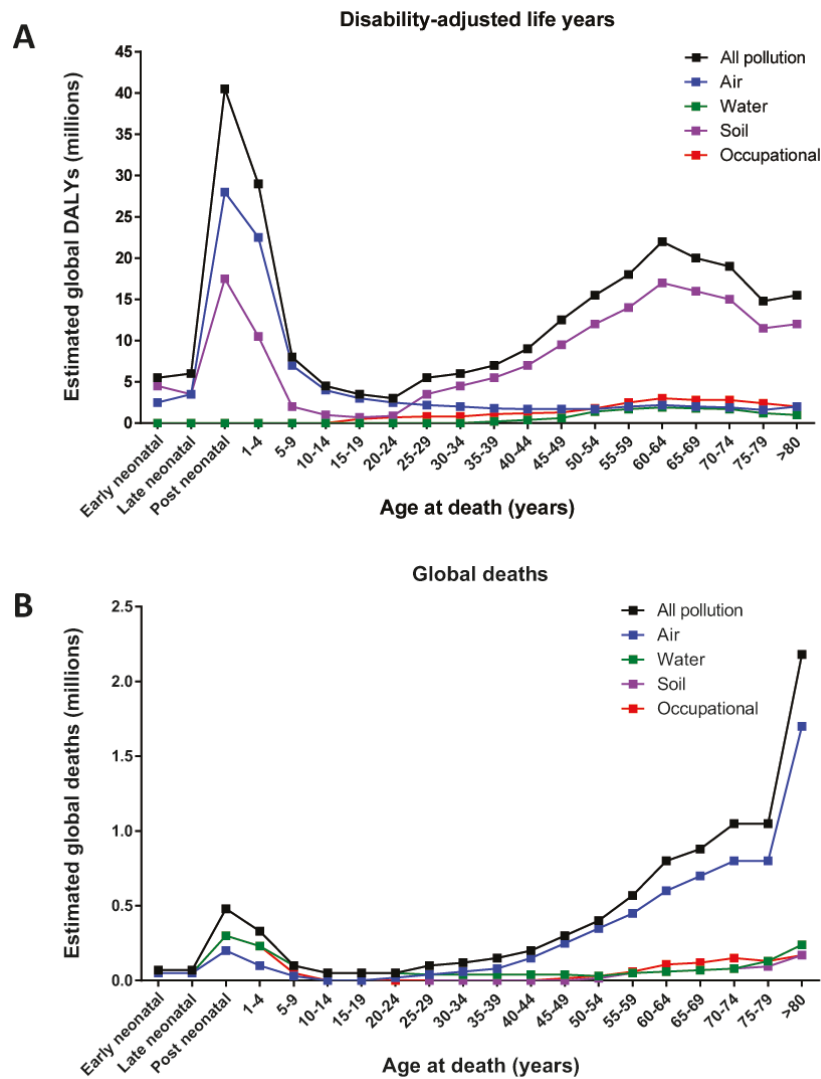 A
Disability-adjusted life years
Estimated global DALYs (millions)
45
40
35
30
25
20
15
10
5
0
All pollution
Air
Water
Soil
Occupational
Early neonatal
Late neonatal
Post neonatal
1-4
5-9
10-14
15-19
20-24
25-29
30-34
35-39
40-44
45-49
50-54
55-59
60-64
65-69
70-74
75-79
>80
Age at death (years)
B
Global deaths
Estimated global deaths (millions)
2.5
2.0
1.5
1.0
0.5
0.0
All pollution
Air
Water
Soil
Occupational
Early neonatal
Late neonatal
Post neonatal
1-4
5-9
10-14
15-19
20-24
25-29
30-34
35-39
40-44
45-49
50-54
55-59
60-64
65-69
70-74
75-79
>80
Age at death (years)